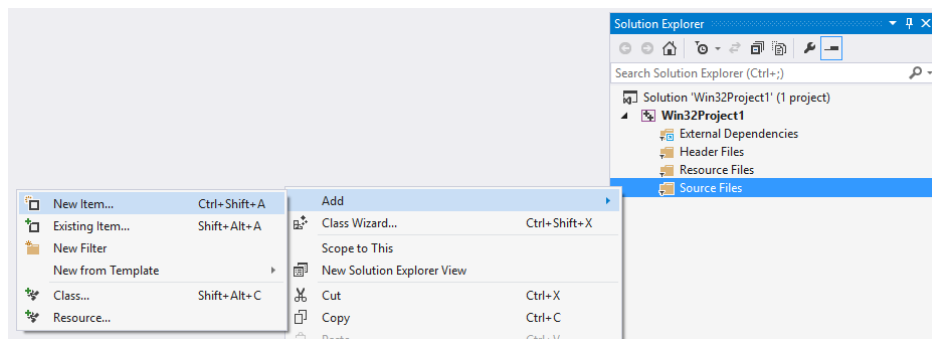 Solution Explorer
Search Solution Explorer (Ctrl+;)
Solution 'Win32Project1' (1 project)
Win32Project1
External Dependencies
Header Files
Resource Files
Source Files
New Item... Ctrl+Shift+A
Existing Item... Shift+Alt+A
New Filter
New from Template
Class... Shift+Alt+C
Resource...
Add
Class Wizard... Ctrl+Shift+X
Scope to This
New Solution Explorer View
Cut Ctrl+X
Copy Ctrl+C
Paste Ctrl+V